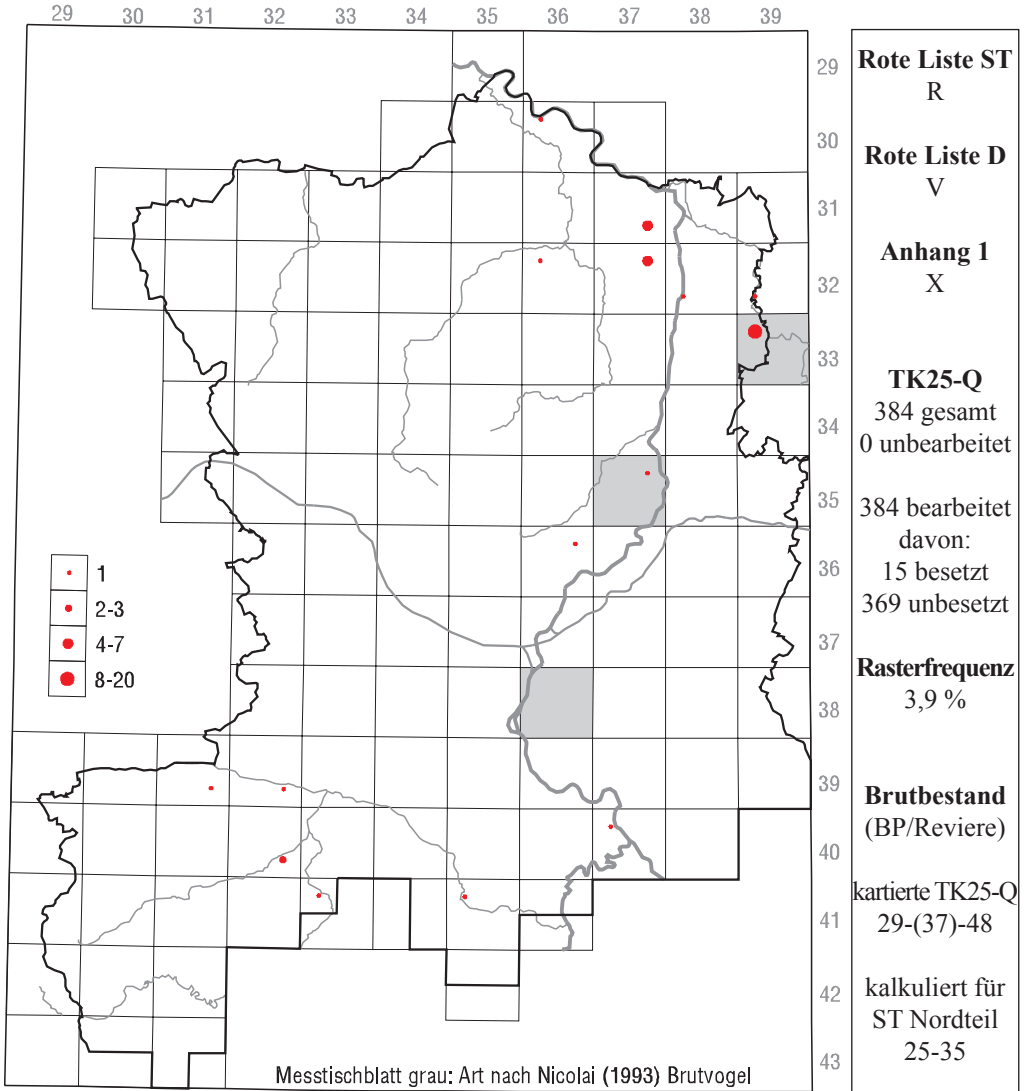 29 30 31 32 33 34 35 36 37 39
29
30
31
32
33
34
35
36
37
38
39
40
41
42
43
1
2-3
4-7
8-20
Messtischblatt grau: Art nach Nicolai (1993) Brutvogel
Rote Liste ST
R
Rote Liste D
V
Anhang 1
X
TK25-Q
384 gesamt
0 unbearbeitet
384 bearbeitet
davon:
15 besetzt
369 unbesetzt
Rasterfrequenz
3,9 %
Brutbestand
(BP/Reviere)
kartierte TK25-Q
29-(37)-48
kalkuliert für
ST Nordteil
25-35